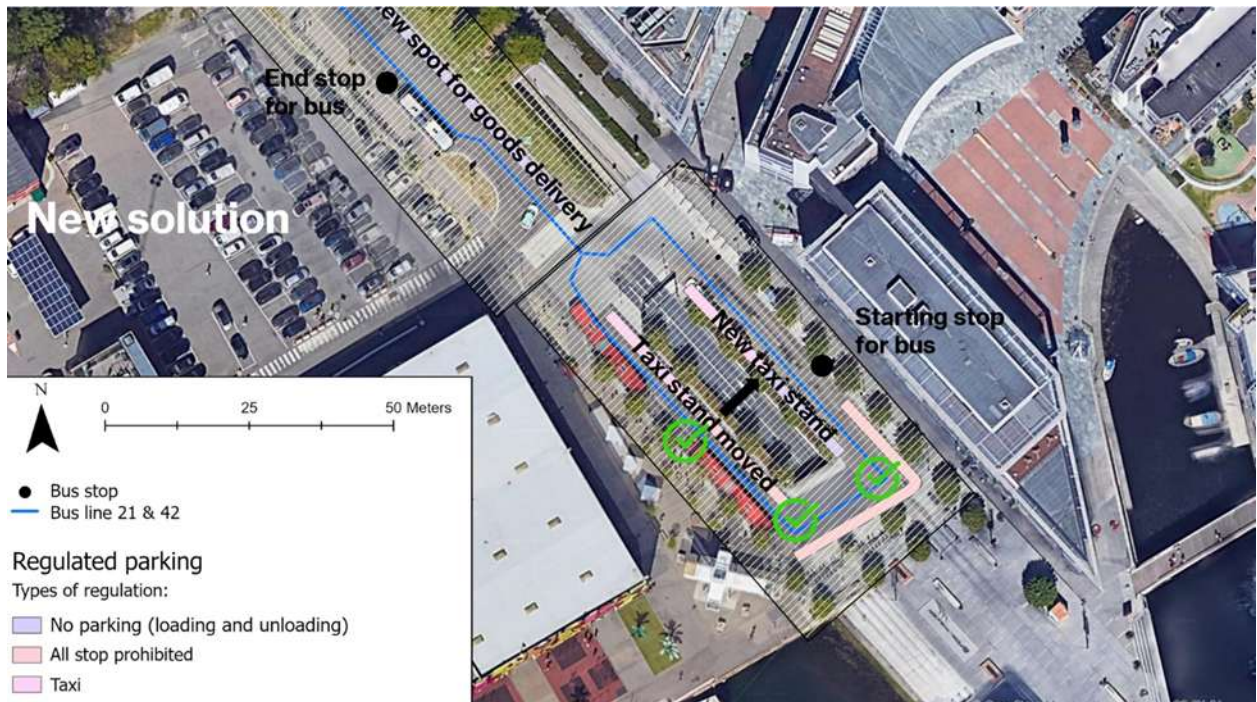 New spot for goods delivery
End stop
for bus
New solution
Starting stop
for bus
New taxi stand
Taxi stand moved
N
0 25 50 Meters
Bus stop
Bus line 21 & 42
Regulated parking
Types of regulation:
No parking (loading and unloading)
All stop prohibited
Taxi